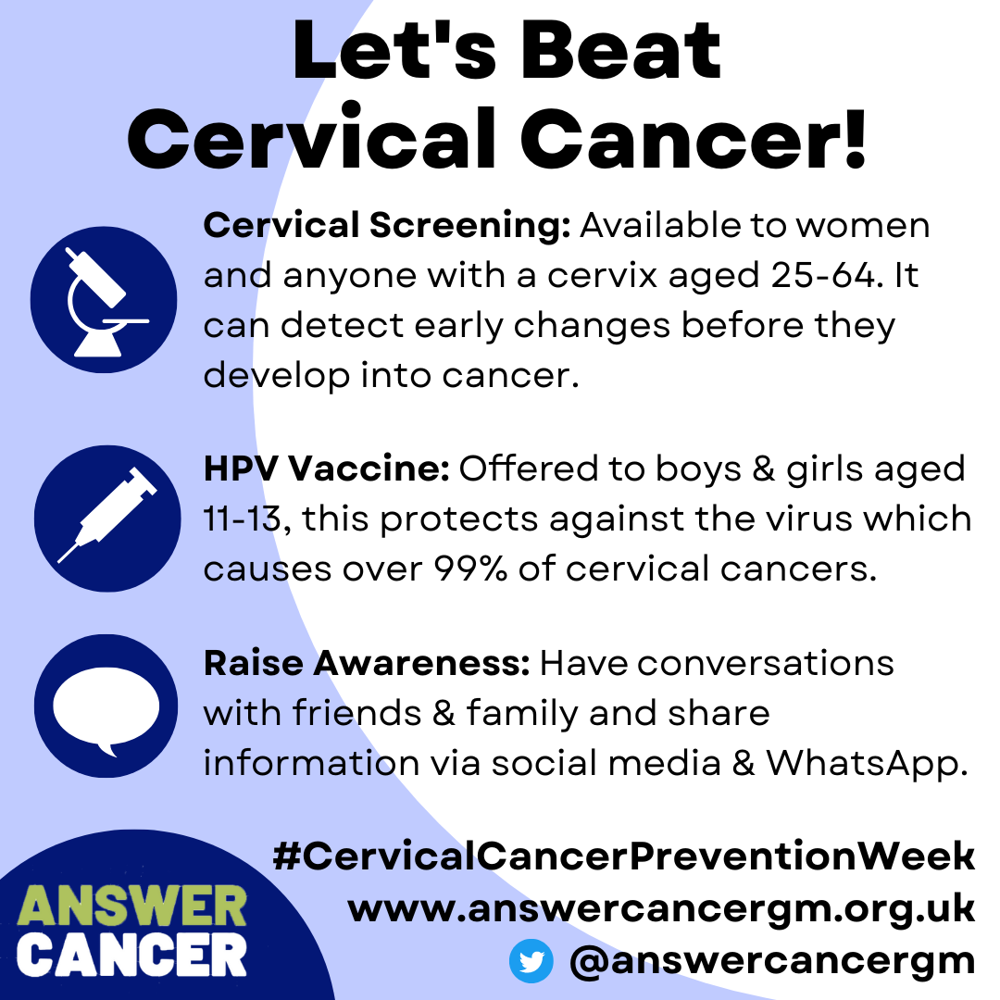 Let's Beat
Cervical Cancer!
Cervical Screening: Available to women
and anyone with a cervix aged 25-64. It
can detect early changes before they
develop into cancer.
HPV Vaccine: Offered to boys & girls aged
11-13, this protects against the virus which
causes over 99% of cervical cancers.
Raise Awareness: Have conversations
with friends & family and share
information via social media & WhatsApp.
#CervicalCancerPreventionWeek
www.answercancergm.org.uk
@answercancergm
ANSWER
CANCER